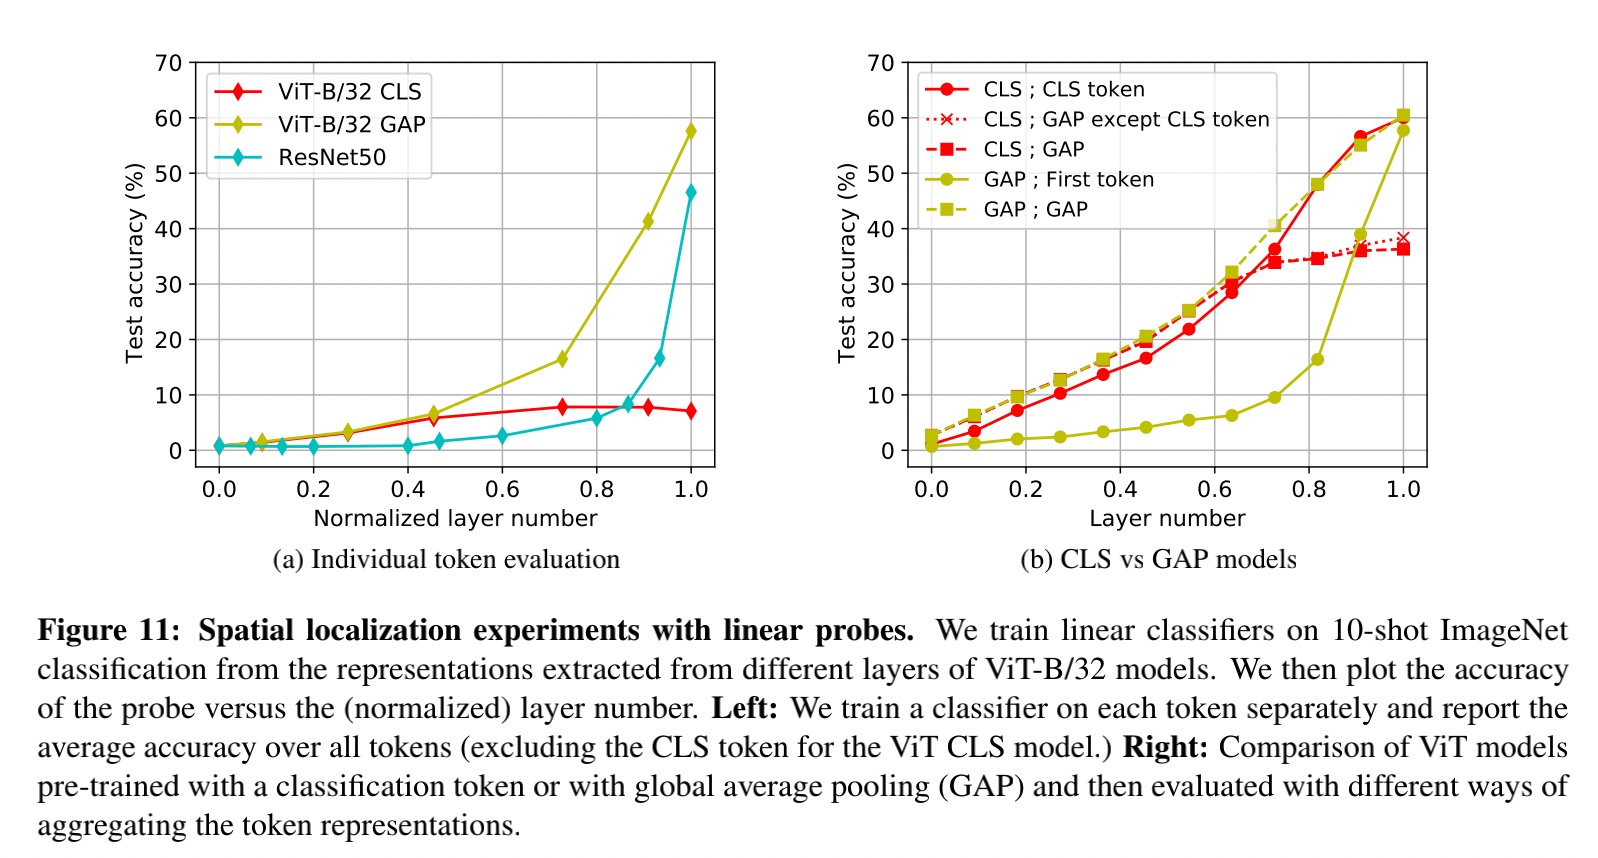 70
60
50
40
30
20
10
0
Test accuracy (%)
ViT-B/32 CLS
ViT-B/32 GAP
ResNet50
0.0 0.2 0.4 0.6 0.8 1.0
Normalized layer number
(a) Individual token evaluation
70
60
50
40
30
20
10
0
Test accuracy (%)
CLS ; CLS token
CLS ; GAP except CLS token
CLS ; GAP
GAP ; First token
GAP ; GAP
0.0 0.2 0.4 0.6 0.8 1.0
Layer number
(b) CLS vs GAP models
Figure 11: Spatial localization experiments with linear probes. We train linear classifiers on 10-shot ImageNet
classification from the representations extracted from different layers of ViT-B/32 models. We then plot the accuracy
of the probe versus the (normalized) layer number. Left: We train a classifier on each token separately and report the
average accuracy over all tokens (excluding the CLS token for the ViT CLS model.) Right: Comparison of ViT models
pre-trained with a classification token or with global average pooling (GAP) and then evaluated with different ways of
aggregating the token representations.